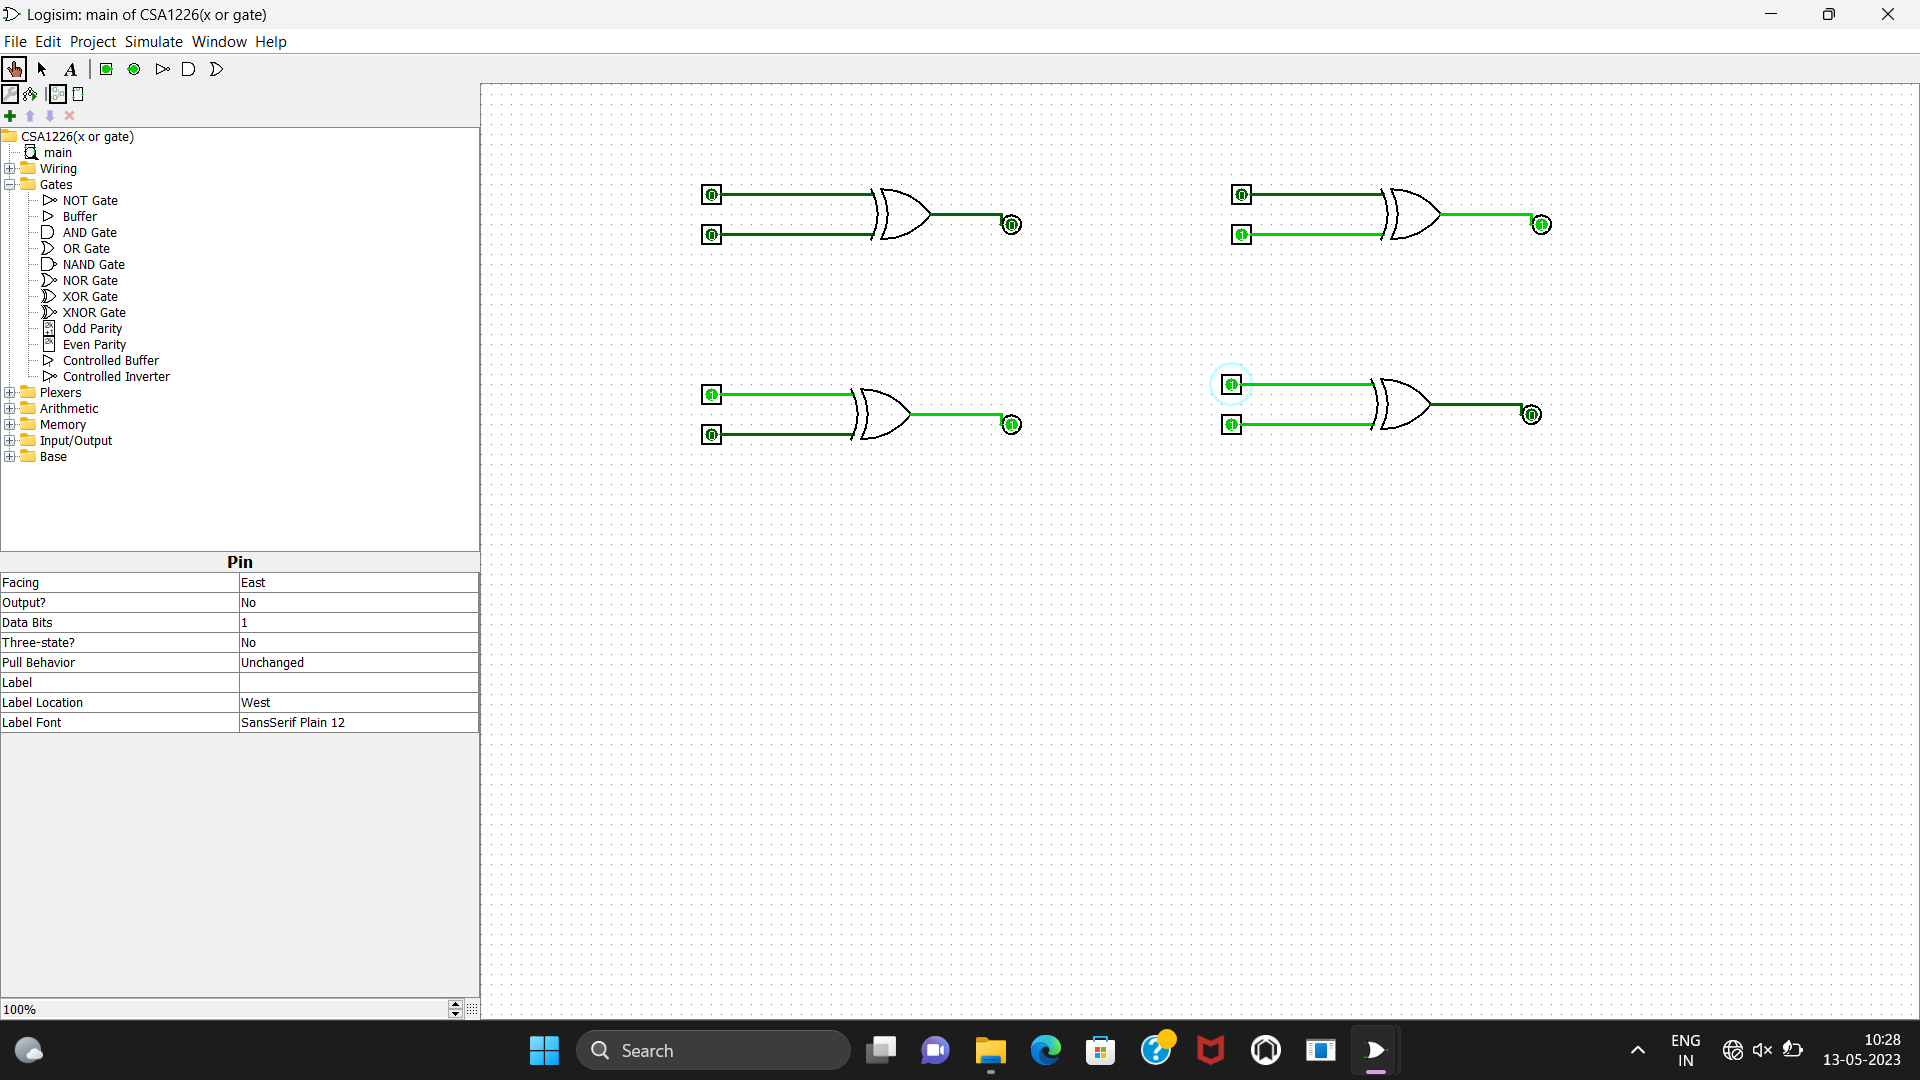 Logisim: main of CSA1226(x or gate)
File Edit Project Simulate Window Help
A
CSA1226(x or gate)
main
Wiring
Gates
NOT Gate
Buffer
AND Gate
OR Gate
NAND Gate
NOR Gate
XOR Gate
XNOR Gate
Odd Parity
Even Parity
Controlled Buffer
Controlled Inverter
Plexers
Arithmetic
Memory
Input/Output
Base
0 0
0 0 1
1
1 1
0 1 0
1
Pin
Facing East
Output? No
Data Bits 1
Three-state? No
Pull Behavior Unchanged
Label
Label Location West
Label Font SansSerif Plain 12
100%
Search
ENG
IN
10:28
13-05-2023